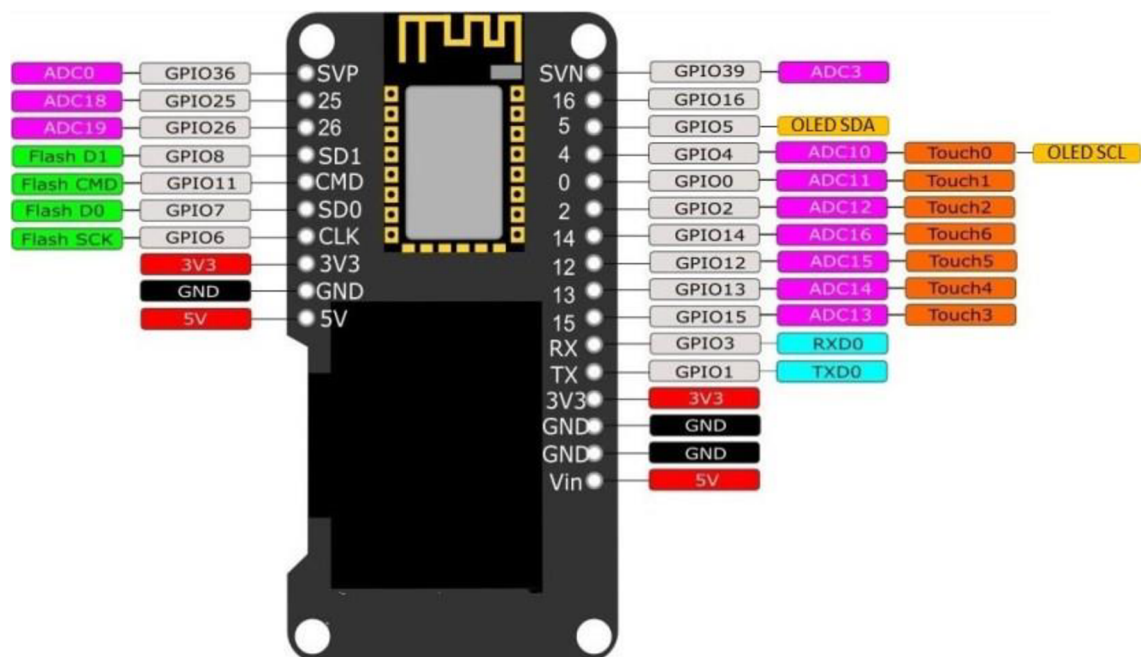 ADC0 GPIO36 SVP SVN GPIO39 ADC3
ADC18 GPIO25 25 16 GPIO16
ADC19 GPIO26 26 5 GPIO5 OLED SDA
Flash D1 GPIO8 SD1 4 GPIO4 ADC10 Touch0 OLED SCL
Flash CMD GPIO11 CMD 0 GPIO0 ADC11 Touch1
Flash D0 GPIO7 SD0 2 GPIO2 ADC12 Touch2
Flash SCK GPIO6 CLK 14 GPIO14 ADC16 Touch6
3V3 3V3 12 GPIO12 ADC15 Touch5
GND GND 13 GPIO13 ADC14 Touch4
5V 5V 15 GPIO15 ADC13 Touch3
RX GPIO3 RXD0
TX GPIO1 TXD0
3V3 3V3
GND GND
GND GND
Vin 5V